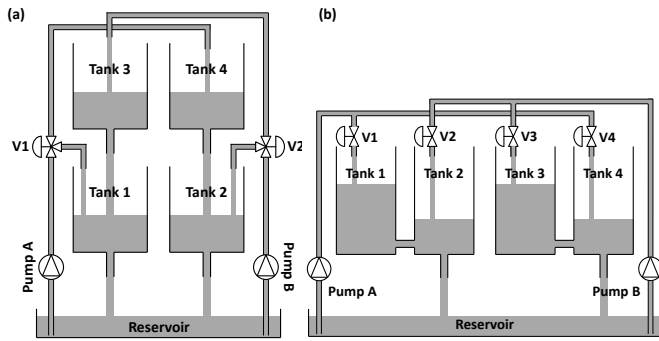 (a)
(b)
Tank 3
Tank 4
V1
V2
Tank 1
Tank 2
Pump A
Pump B
Reservoir
V1
V2
V3
V4
Tank 1
Tank 2
Tank 3
Tank 4
Pump A
Pump B
Reservoir